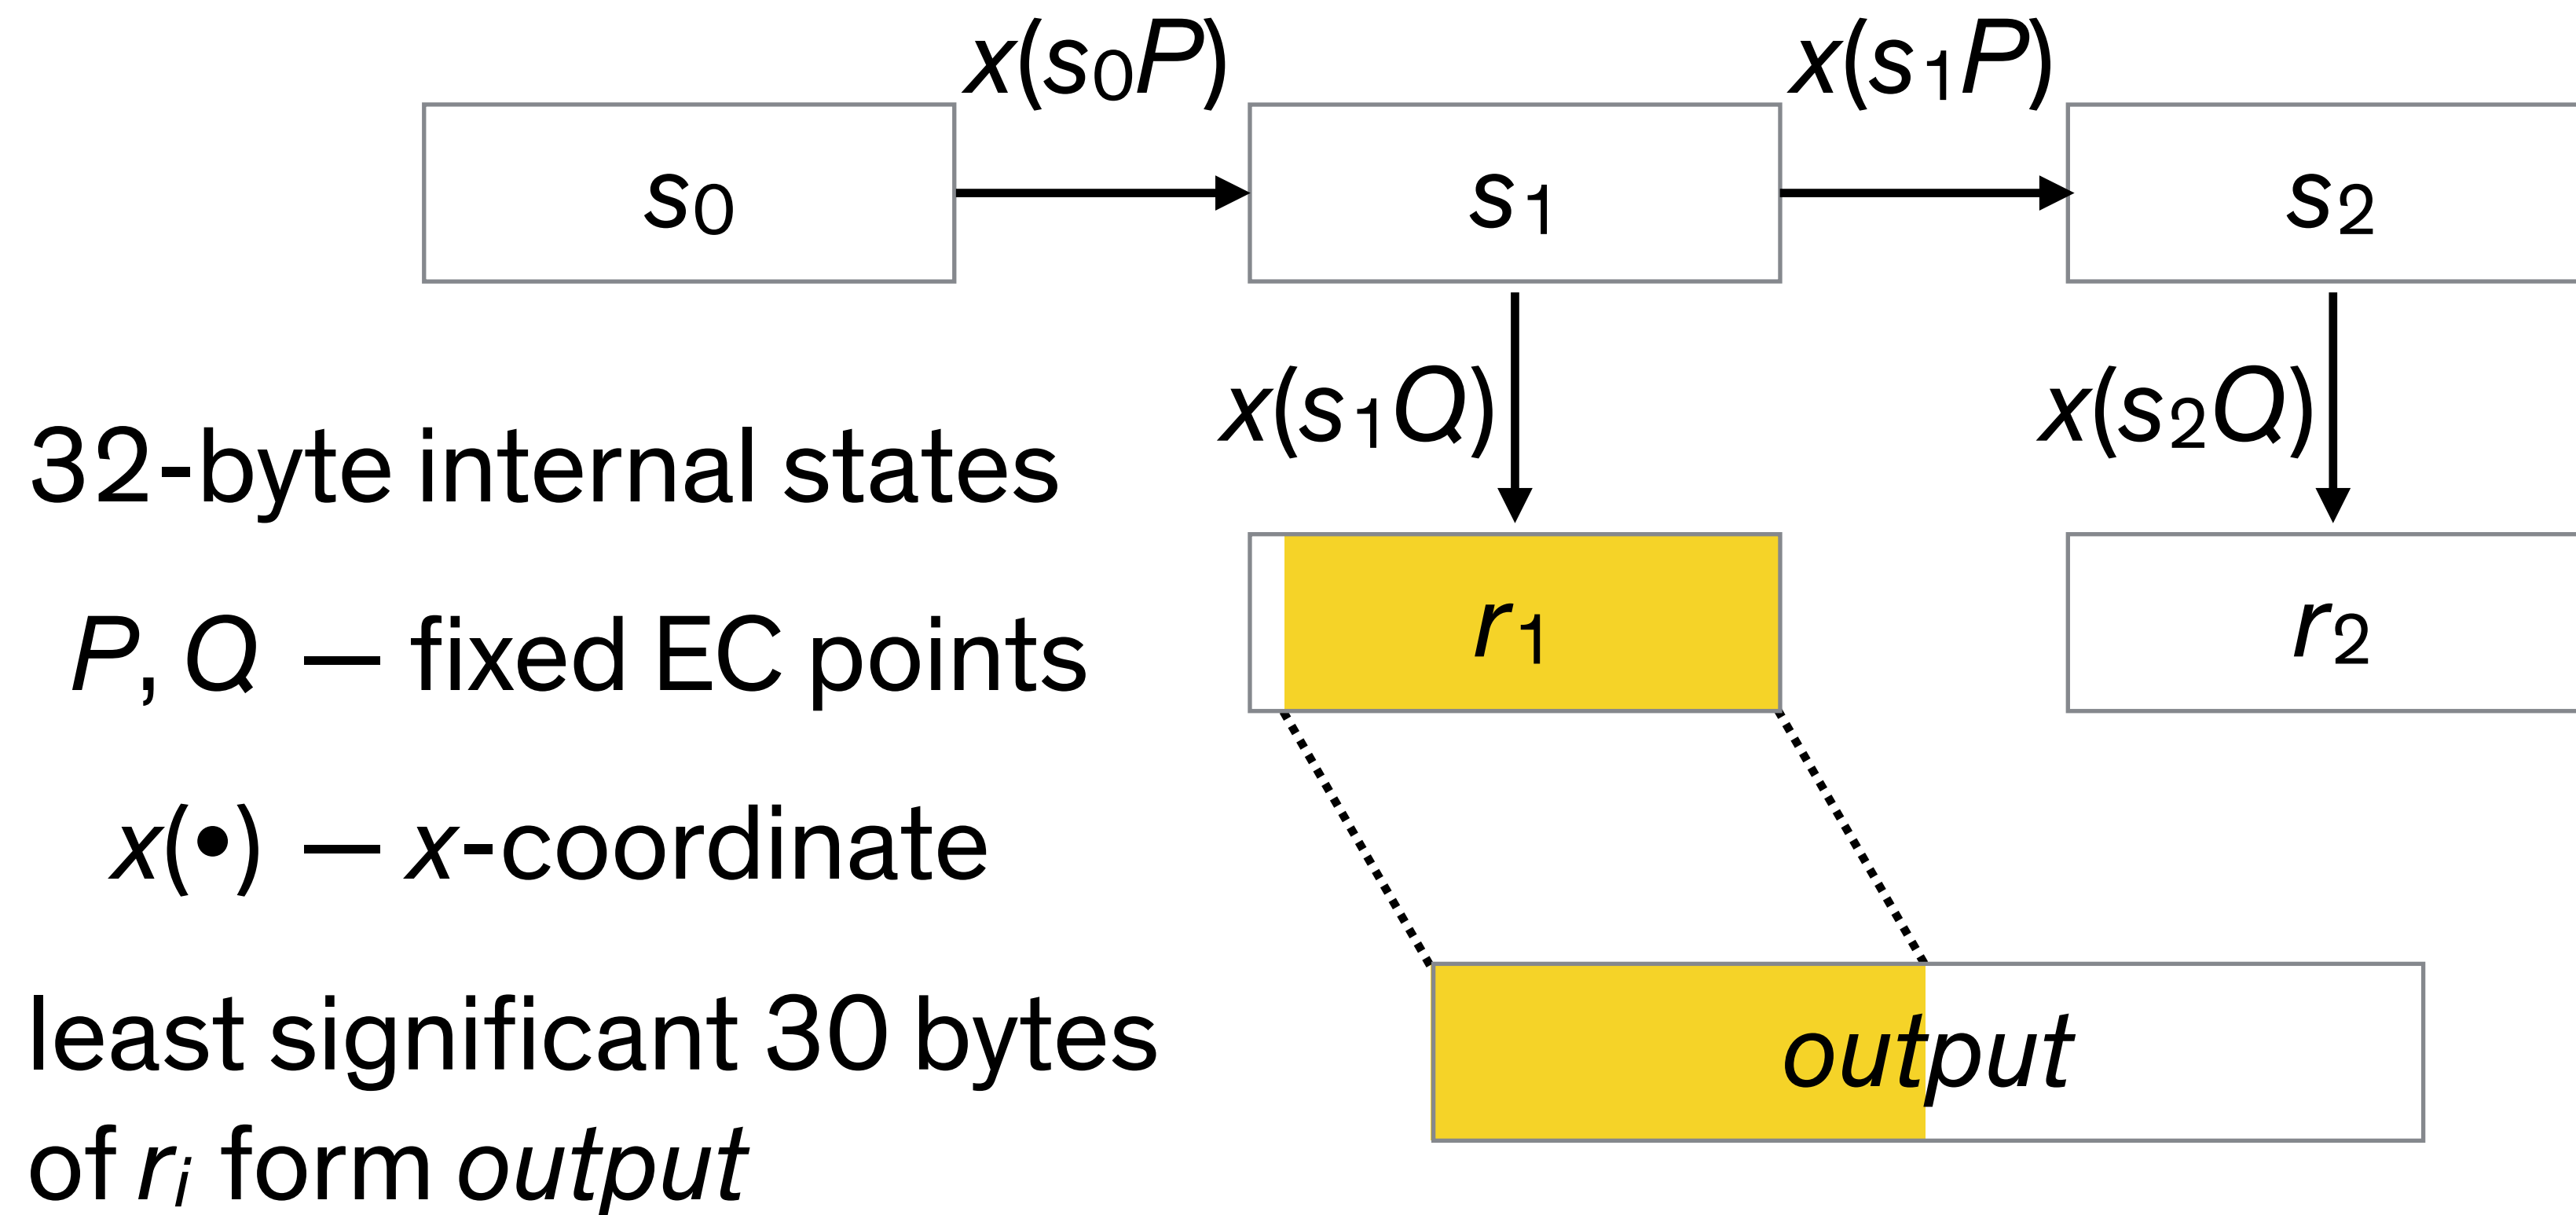 x(s₀P) x(s₁P)
s₀ s₁ s₂
x(s₁Q) x(s₂Q)
32-byte internal states
P, Q — fixed EC points
r₁ r₂
x(•) — x-coordinate
least significant 30 bytes
of rᵢ form output
output